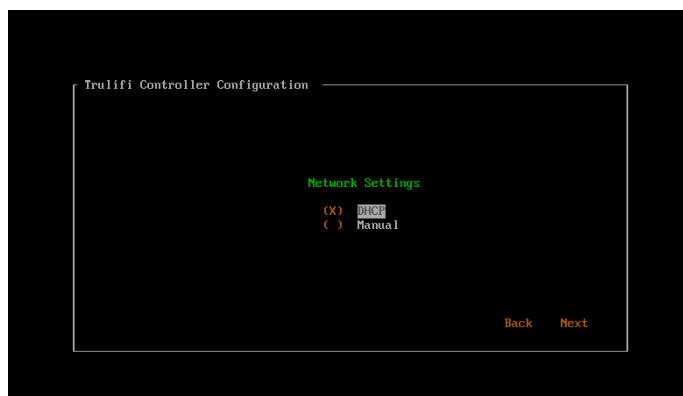 Trulifi Controller Configuration
Network Settings
(X) DHCP
( ) Manual
Back Next